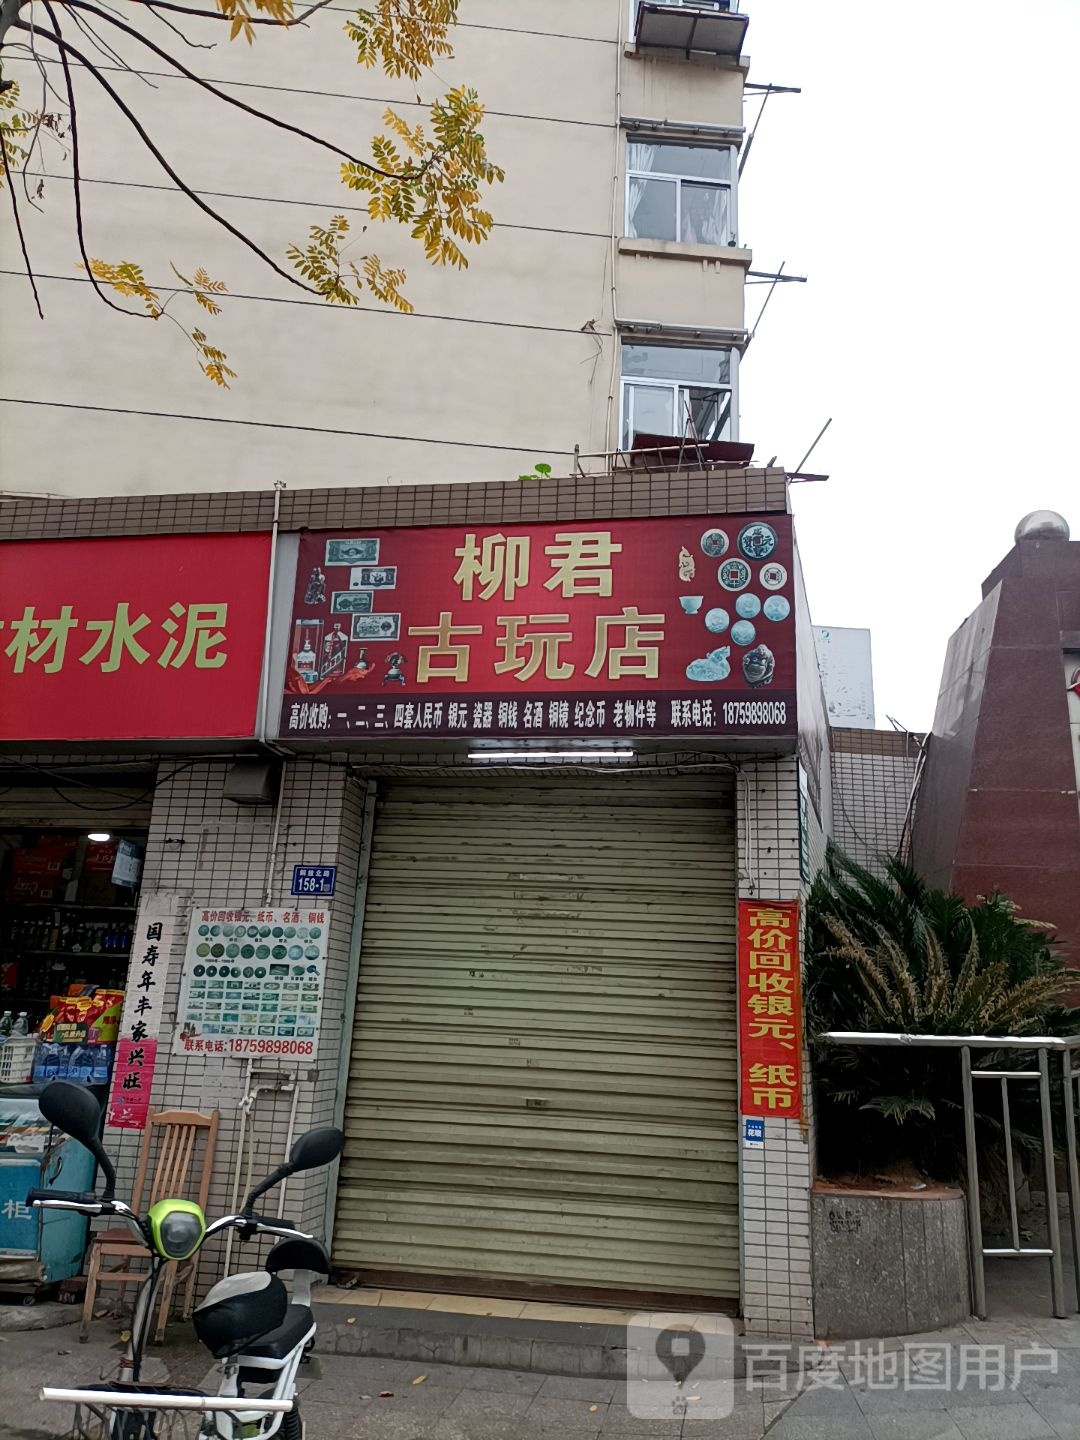 材水泥
柳君
古玩店
高价收购：一、二、三、四套人民币 银元 瓷器 铜钱 名酒 铜镜 纪念币 老物件等 联系电话：18759898068
158-1
高价回收银元、纸币、名酒、铜钱
联系电话：18759898068
国寿年丰家兴旺
高价回收银元、纸币
花呗
柜
百度地图用户